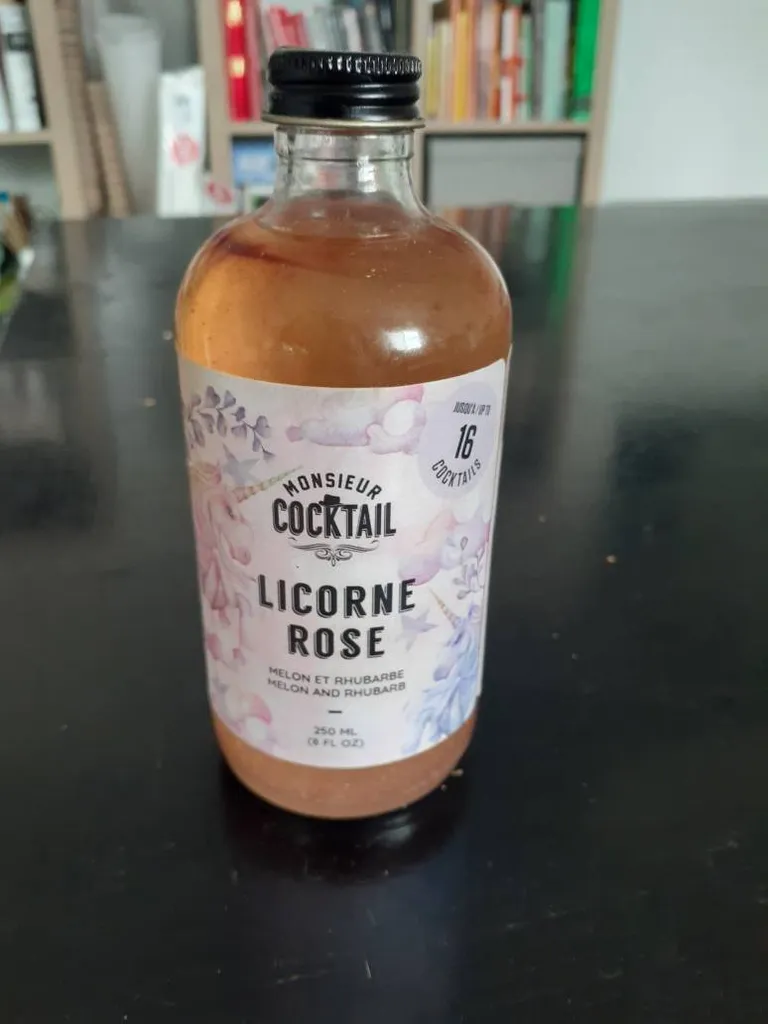 JUSQU'À / UP TO
16
COCKTAILS
MONSIEUR
COCKTAIL
LICORNE
ROSE
MELON ET RHUBARBE
MELON AND RHUBARB
250 ML
(8 FL OZ)